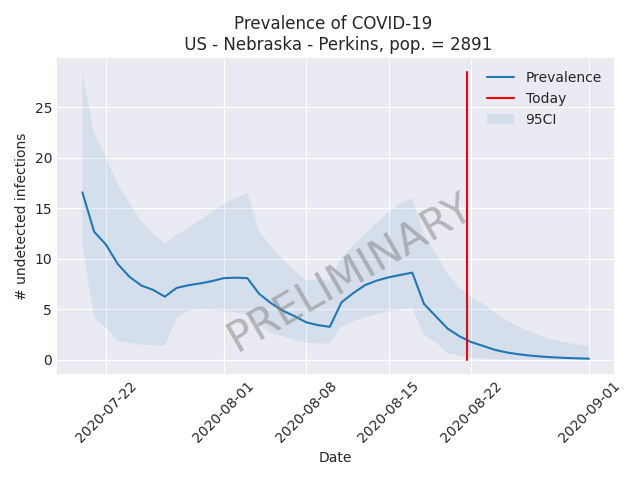 Prevalence of COVID-19
US - Nebraska - Perkins, pop. = 2891
Prevalence
Today
95CI
PRELIMINARY
# undetected infections
25
20
15
10
5
0
2020-07-22
2020-08-01
2020-08-08
2020-08-15
2020-08-22
2020-09-01
Date